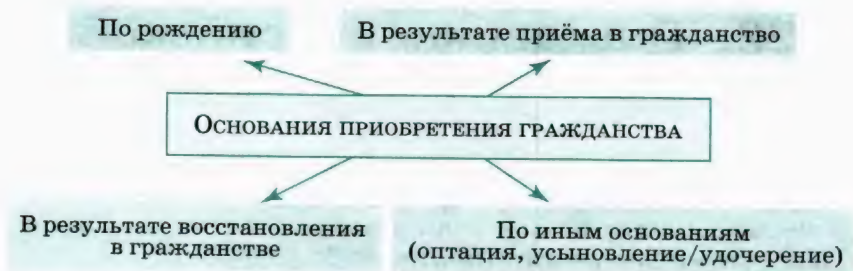 По рождению
В результате приёма в гражданство
Основания приобретения гражданства
В результате восстановления
в гражданстве
По иным основаниям
(оптация, усыновление/удочерение)